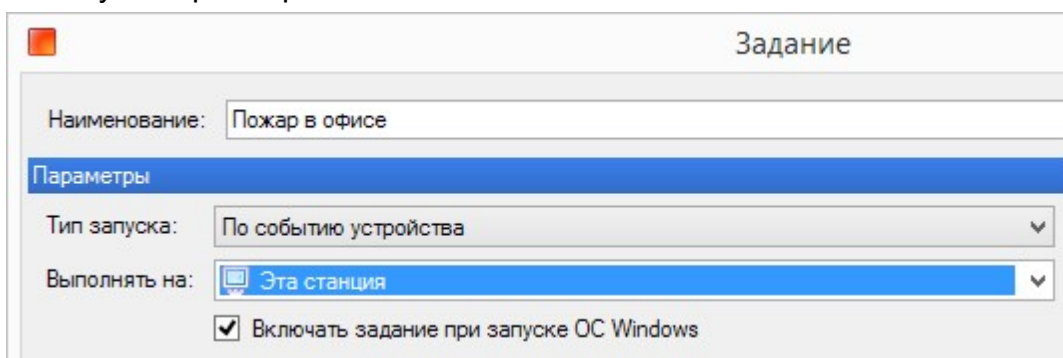 Задание
Наименование: Пожар в офисе
Параметры
Тип запуска: По событию устройства
Выполнять на: Эта станция
Включать задание при запуске ОС Windows